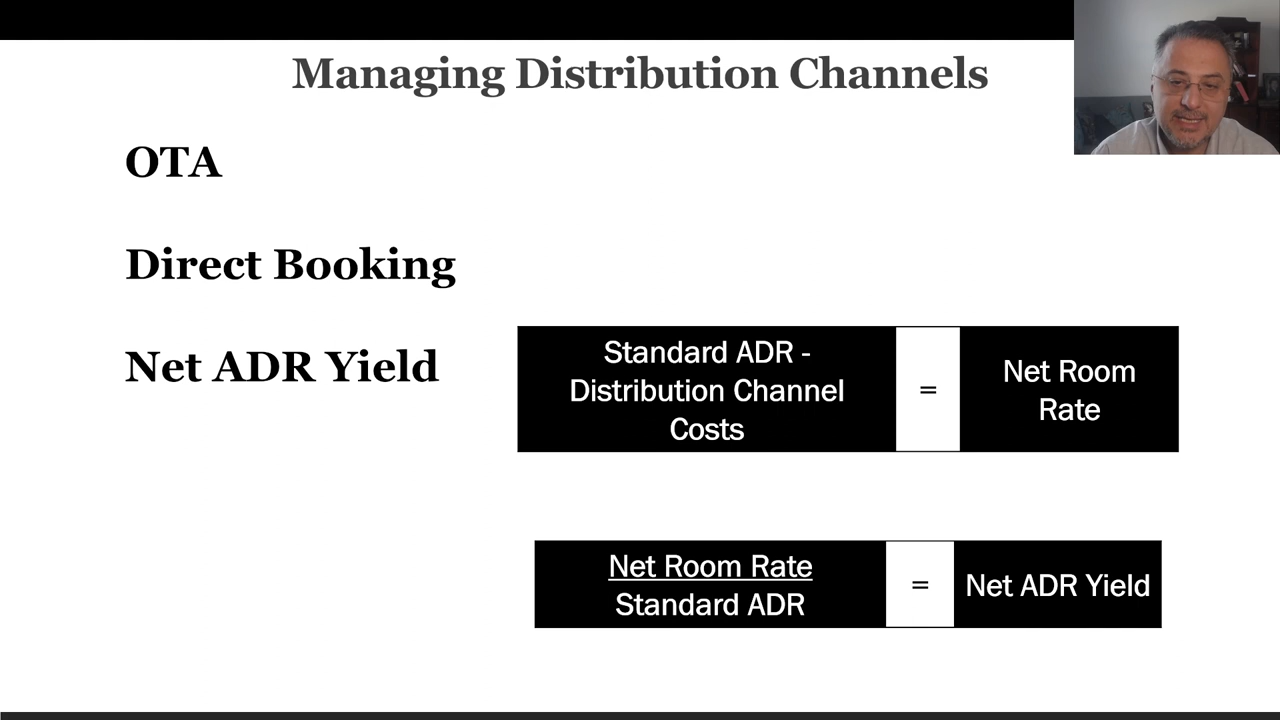 Managing Distribution Channels
OTA
Direct Booking
Net ADR Yield
Standard ADR -
Distribution Channel
Costs
=
Net Room
Rate
Net Room Rate
Standard ADR
=
Net ADR Yield